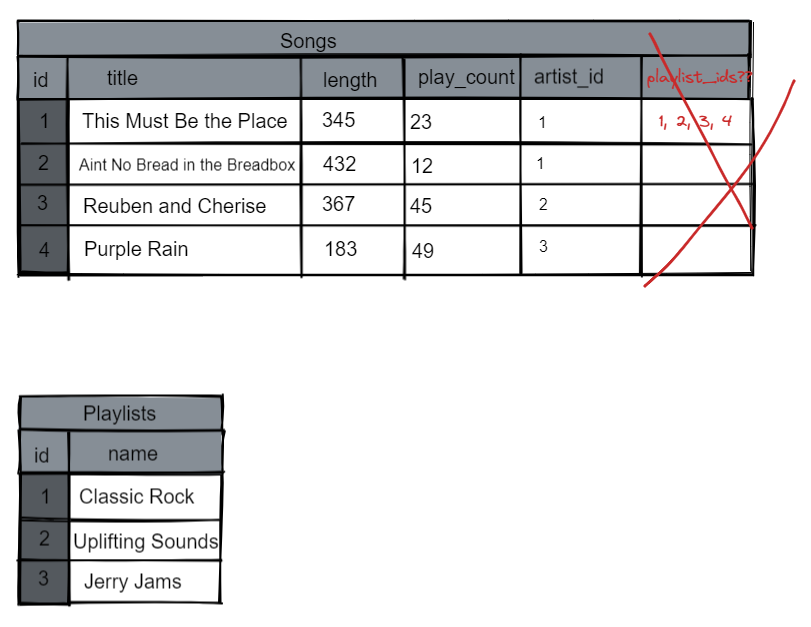 Songs
id title length play_count artist_id playlist_ids??
1 This Must Be the Place 345 23 1 1, 2, 3, 4
2 Aint No Bread in the Breadbox 432 12 1
3 Reuben and Cherise 367 45 2
4 Purple Rain 183 49 3
Playlists
id name
1 Classic Rock
2 Uplifting Sounds
3 Jerry Jams